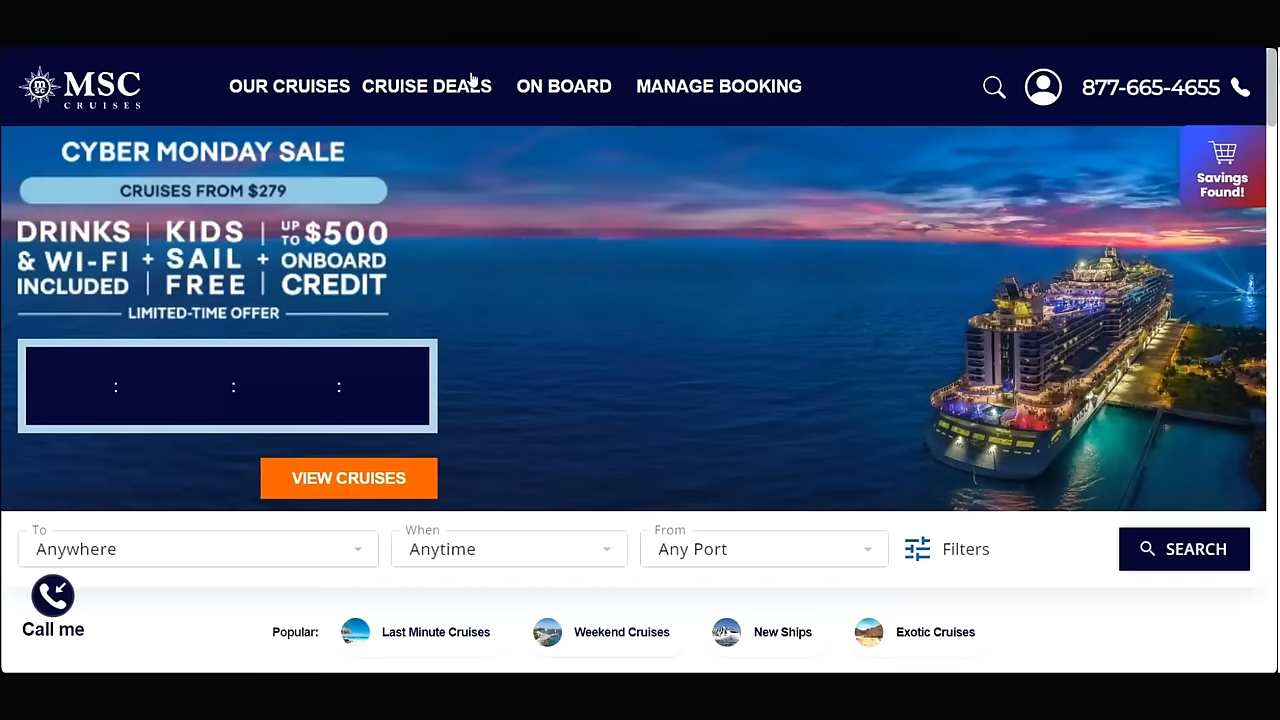 MSC
CRUISES
OUR CRUISES CRUISE DEALS ON BOARD MANAGE BOOKING
877-665-4655
CYBER MONDAY SALE
CRUISES FROM $279
DRINKS & WI-FI INCLUDED
+
KIDS SAIL FREE
+
UP TO $500 ONBOARD CREDIT
LIMITED-TIME OFFER
: : :
VIEW CRUISES
Savings
Found!
To
Anywhere
When
Anytime
From
Any Port
Filters
SEARCH
Call me
Popular: Last Minute Cruises Weekend Cruises New Ships Exotic Cruises